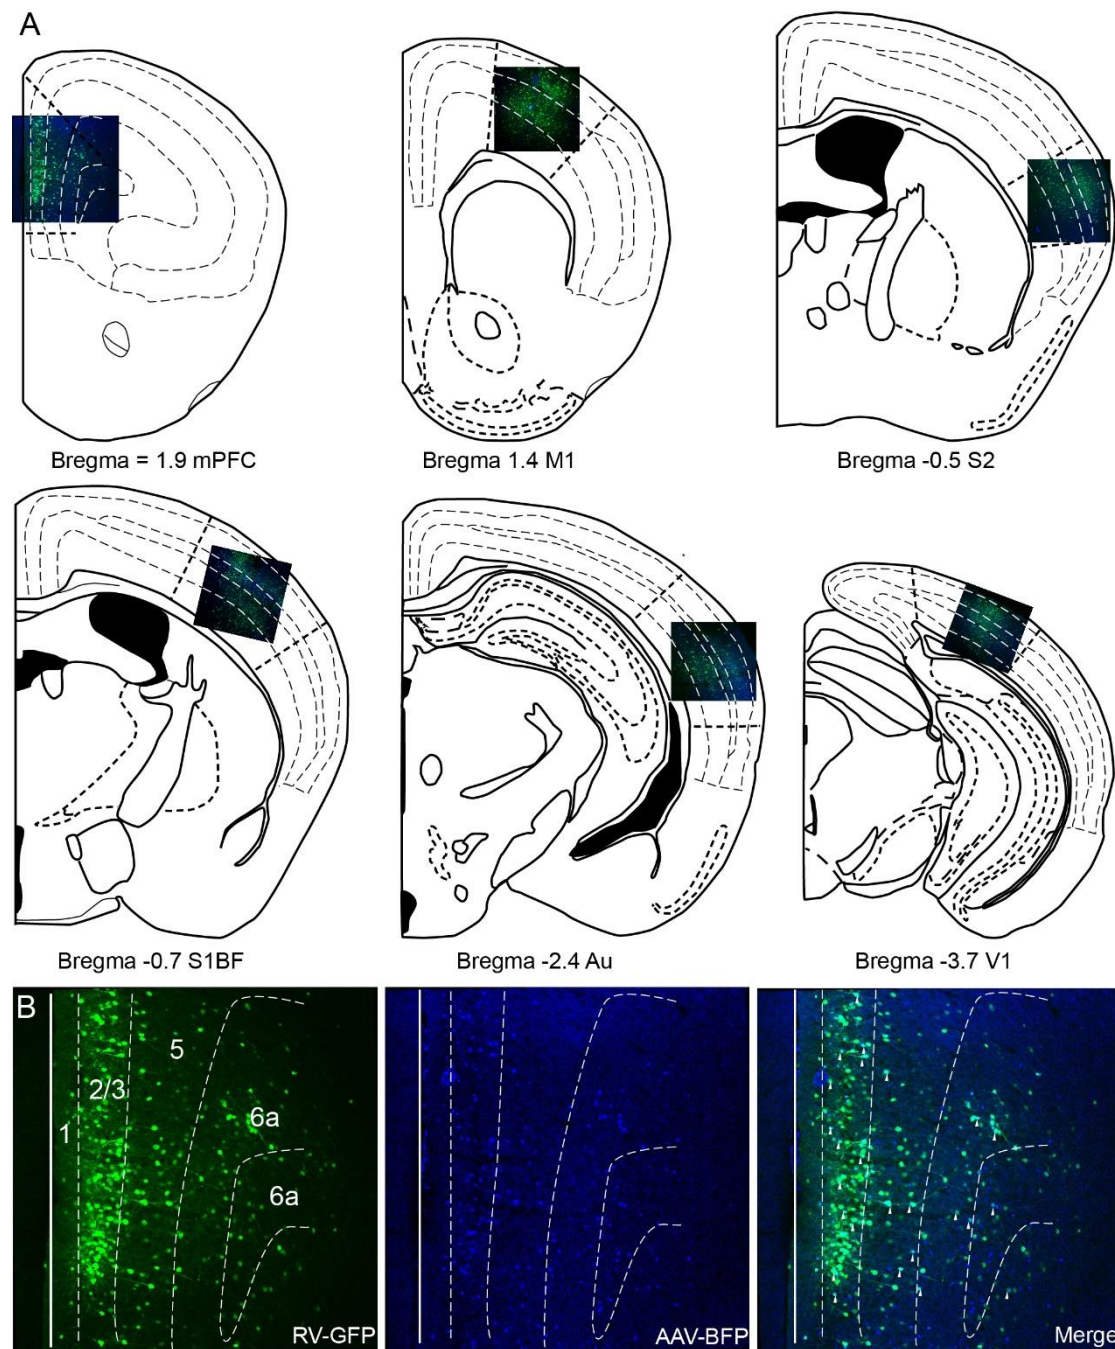 A
Bregma = 1.9 mPFC
Bregma 1.4 M1
Bregma -0.5 S2
Bregma -0.7 S1BF
Bregma -2.4 Au
Bregma -3.7 V1
B
1
2/3
5
6a
6a
RV-GFP
AAV-BFP
Merge